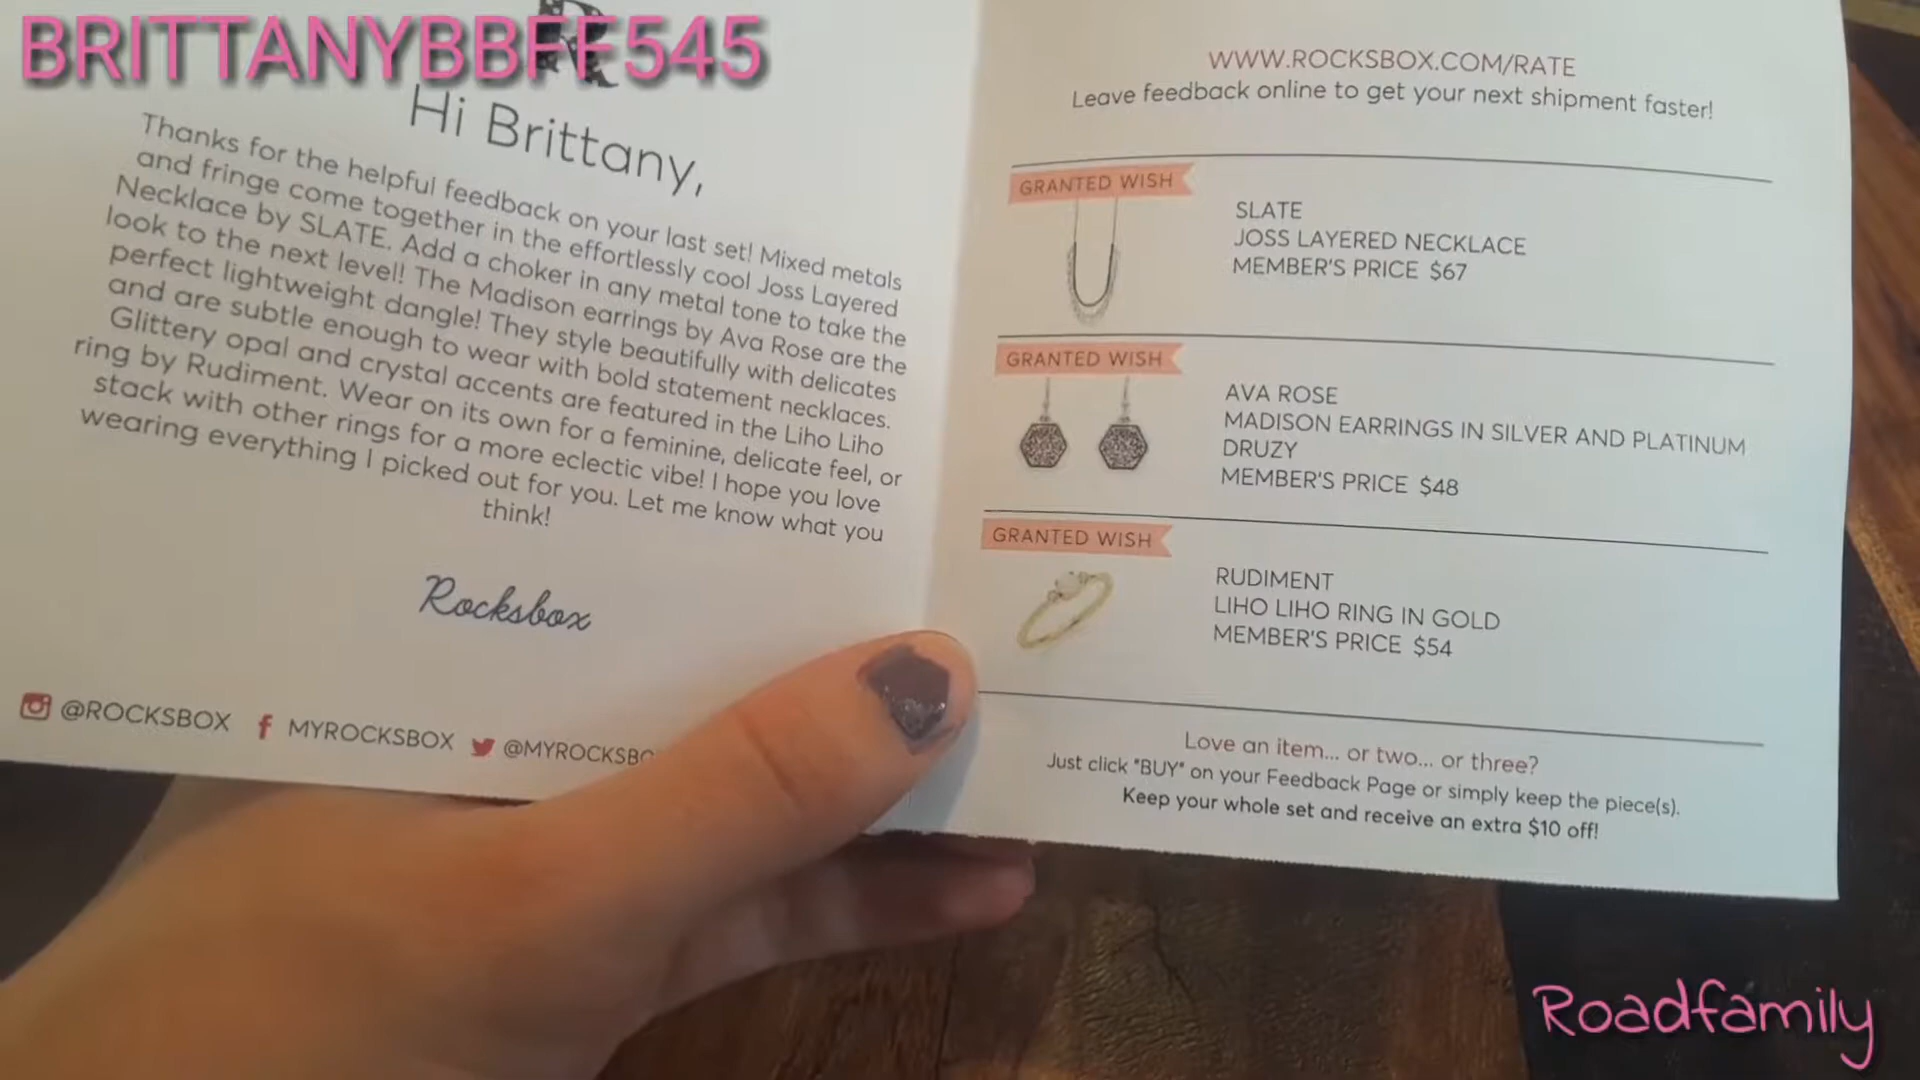 BRITTANYBBFF545
Hi Brittany,
Thanks for the helpful feedback on your last set! Mixed metals
and fringe come together in the effortlessly cool Joss Layered
Necklace by SLATE. Add a choker in any metal tone to take the
look to the next level! The Madison earrings by Ava Rose are the
perfect lightweight dangle! They style beautifully with delicates
and are subtle enough to wear with bold statement necklaces.
Glittery opal and crystal accents are featured in the Liho Liho
ring by Rudiment. Wear on its own for a feminine, delicate feel, or
stack with other rings for a more eclectic vibe! I hope you love
wearing everything I picked out for you. Let me know what you
think!
Rocksbox
@ROCKSBOX f MYROCKSBOX @MYROCKSBO
WWW.ROCKSBOX.COM/RATE
Leave feedback online to get your next shipment faster!
GRANTED WISH
SLATE
JOSS LAYERED NECKLACE
MEMBER'S PRICE $67
GRANTED WISH
AVA ROSE
MADISON EARRINGS IN SILVER AND PLATINUM
DRUZY
MEMBER'S PRICE $48
GRANTED WISH
RUDIMENT
LIHO LIHO RING IN GOLD
MEMBER'S PRICE $54
Love an item... or two... or three?
Just click "BUY" on your Feedback Page or simply keep the piece(s).
Keep your whole set and receive an extra $10 off!
Roadfamily